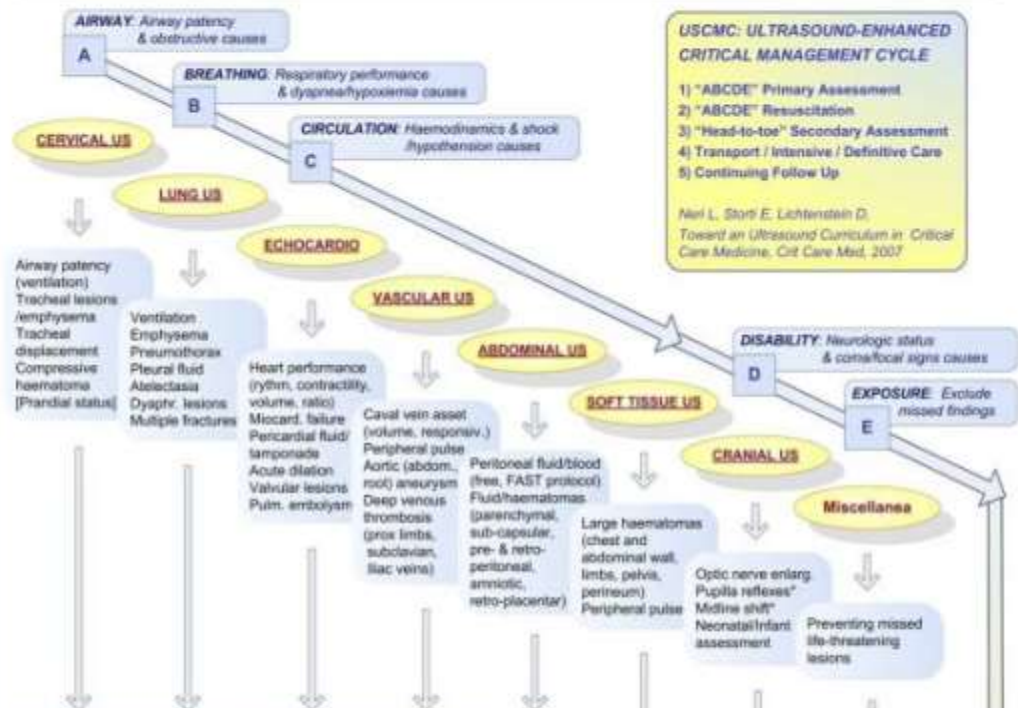 AIRWAY: Airway patency
& obstructive causes
A
BREATHING: Respiratory performance
& dyspnea/hypoxiemia causes
B
CIRCULATION: Haemodinamics & shock
/hypothension causes
C
USCMC: ULTRASOUND-ENHANCED
CRITICAL MANAGEMENT CYCLE
1) "ABCDE" Primary Assessment
2) "ABCDE" Resuscitation
3) "Head-to-toe" Secondary Assessment
4) Transport / Intensive / Definitive Care
5) Continuing Follow Up
Neri L, Storti E, Lichtenstein D,
Toward an Ultrasound Curriculum in Critical
Care Medicine, Crit Care Med, 2007
CERVICAL US
LUNG US
ECHOCARDIO
VASCULAR US
ABDOMINAL US
SOFT TISSUE US
CRANIAL US
Miscellanea
DISABILITY: Neurologic status
& coma/focal signs causes
D
EXPOSURE: Exclude
missed findings
E
Airway patency
(ventilation)
Tracheal lesions
/emphysema
Tracheal
displacement
Compressive
haematoma
[Prandial status]
Ventilation
Emphysema
Pneumothorax
Pleural fluid
Atelectasia
Dyaphr. lesions
Multiple fractures
Heart performance
(rythm, contractility,
volume, ratio)
Miocard. failure
Pericardial fluid/
tamponade
Acute dilation
Valvular lesions
Pulm. embolysm
Caval vein asset
(volume, responsiv.)
Peripheral pulse
Aortic (abdom.,
root) aneurysm
Deep venous
thrombosis
(prox limbs,
subclavian,
iliac veins)
Peritoneal fluid/blood
(free, FAST protocol)
Fluid/haematomas
(parenchymal,
sub-capsular,
pre- & retro-
peritoneal,
amniotic,
retro-placentar)
Large haematomas
(chest and
abdominal wall,
limbs, pelvis,
perineum)
Peripheral pulse
Optic nerve enlarg.
Pupilla reflexes*
Midline shift*
Neonatal/Infant
assessment
Preventing missed
life-threatening
lesions